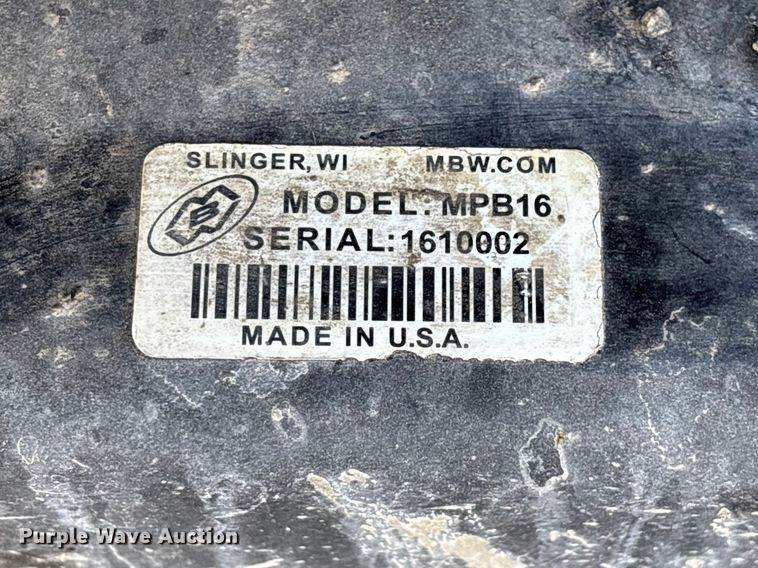 SLINGER, WI MBW.COM
MODEL: MPB16
SERIAL: 1610002
MADE IN U.S.A.
Purple Wave Auction